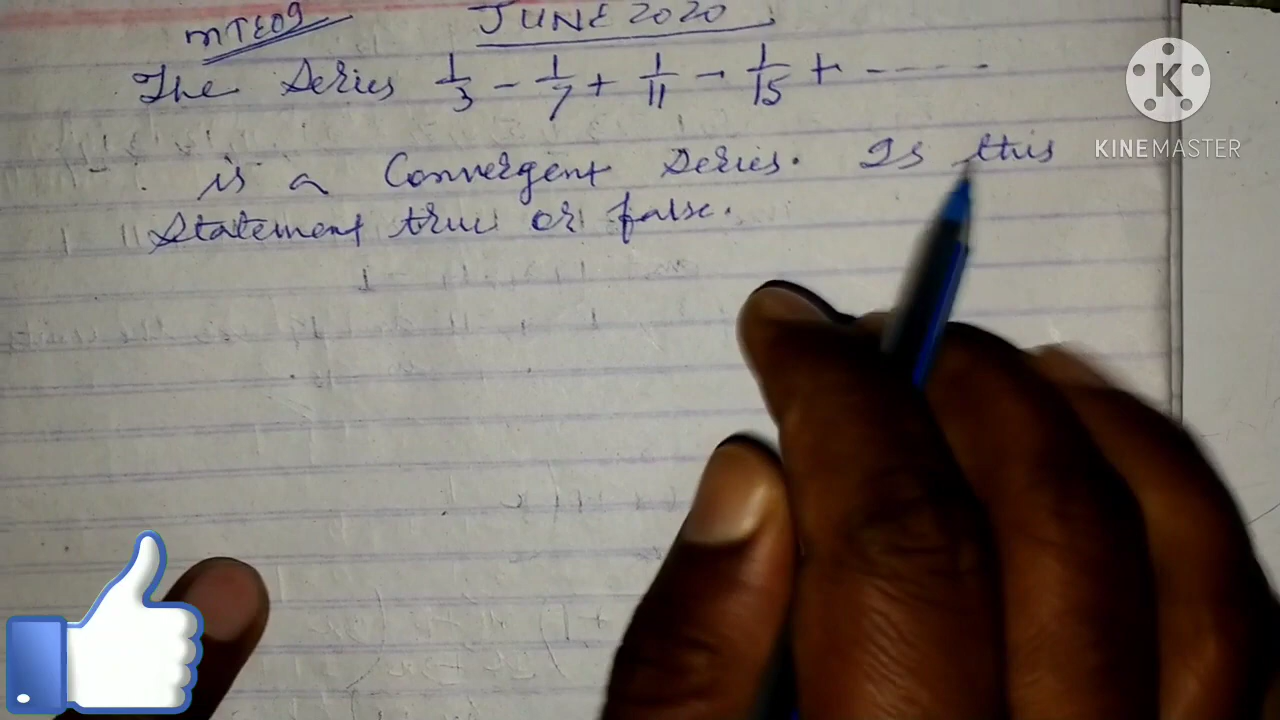 MTE09 JUNE 2020
The Series 1/3 - 1/7 + 1/11 - 1/15 + - - - - -
is a Convergent Series. Is this
Statement true or false.
KINEMASTER